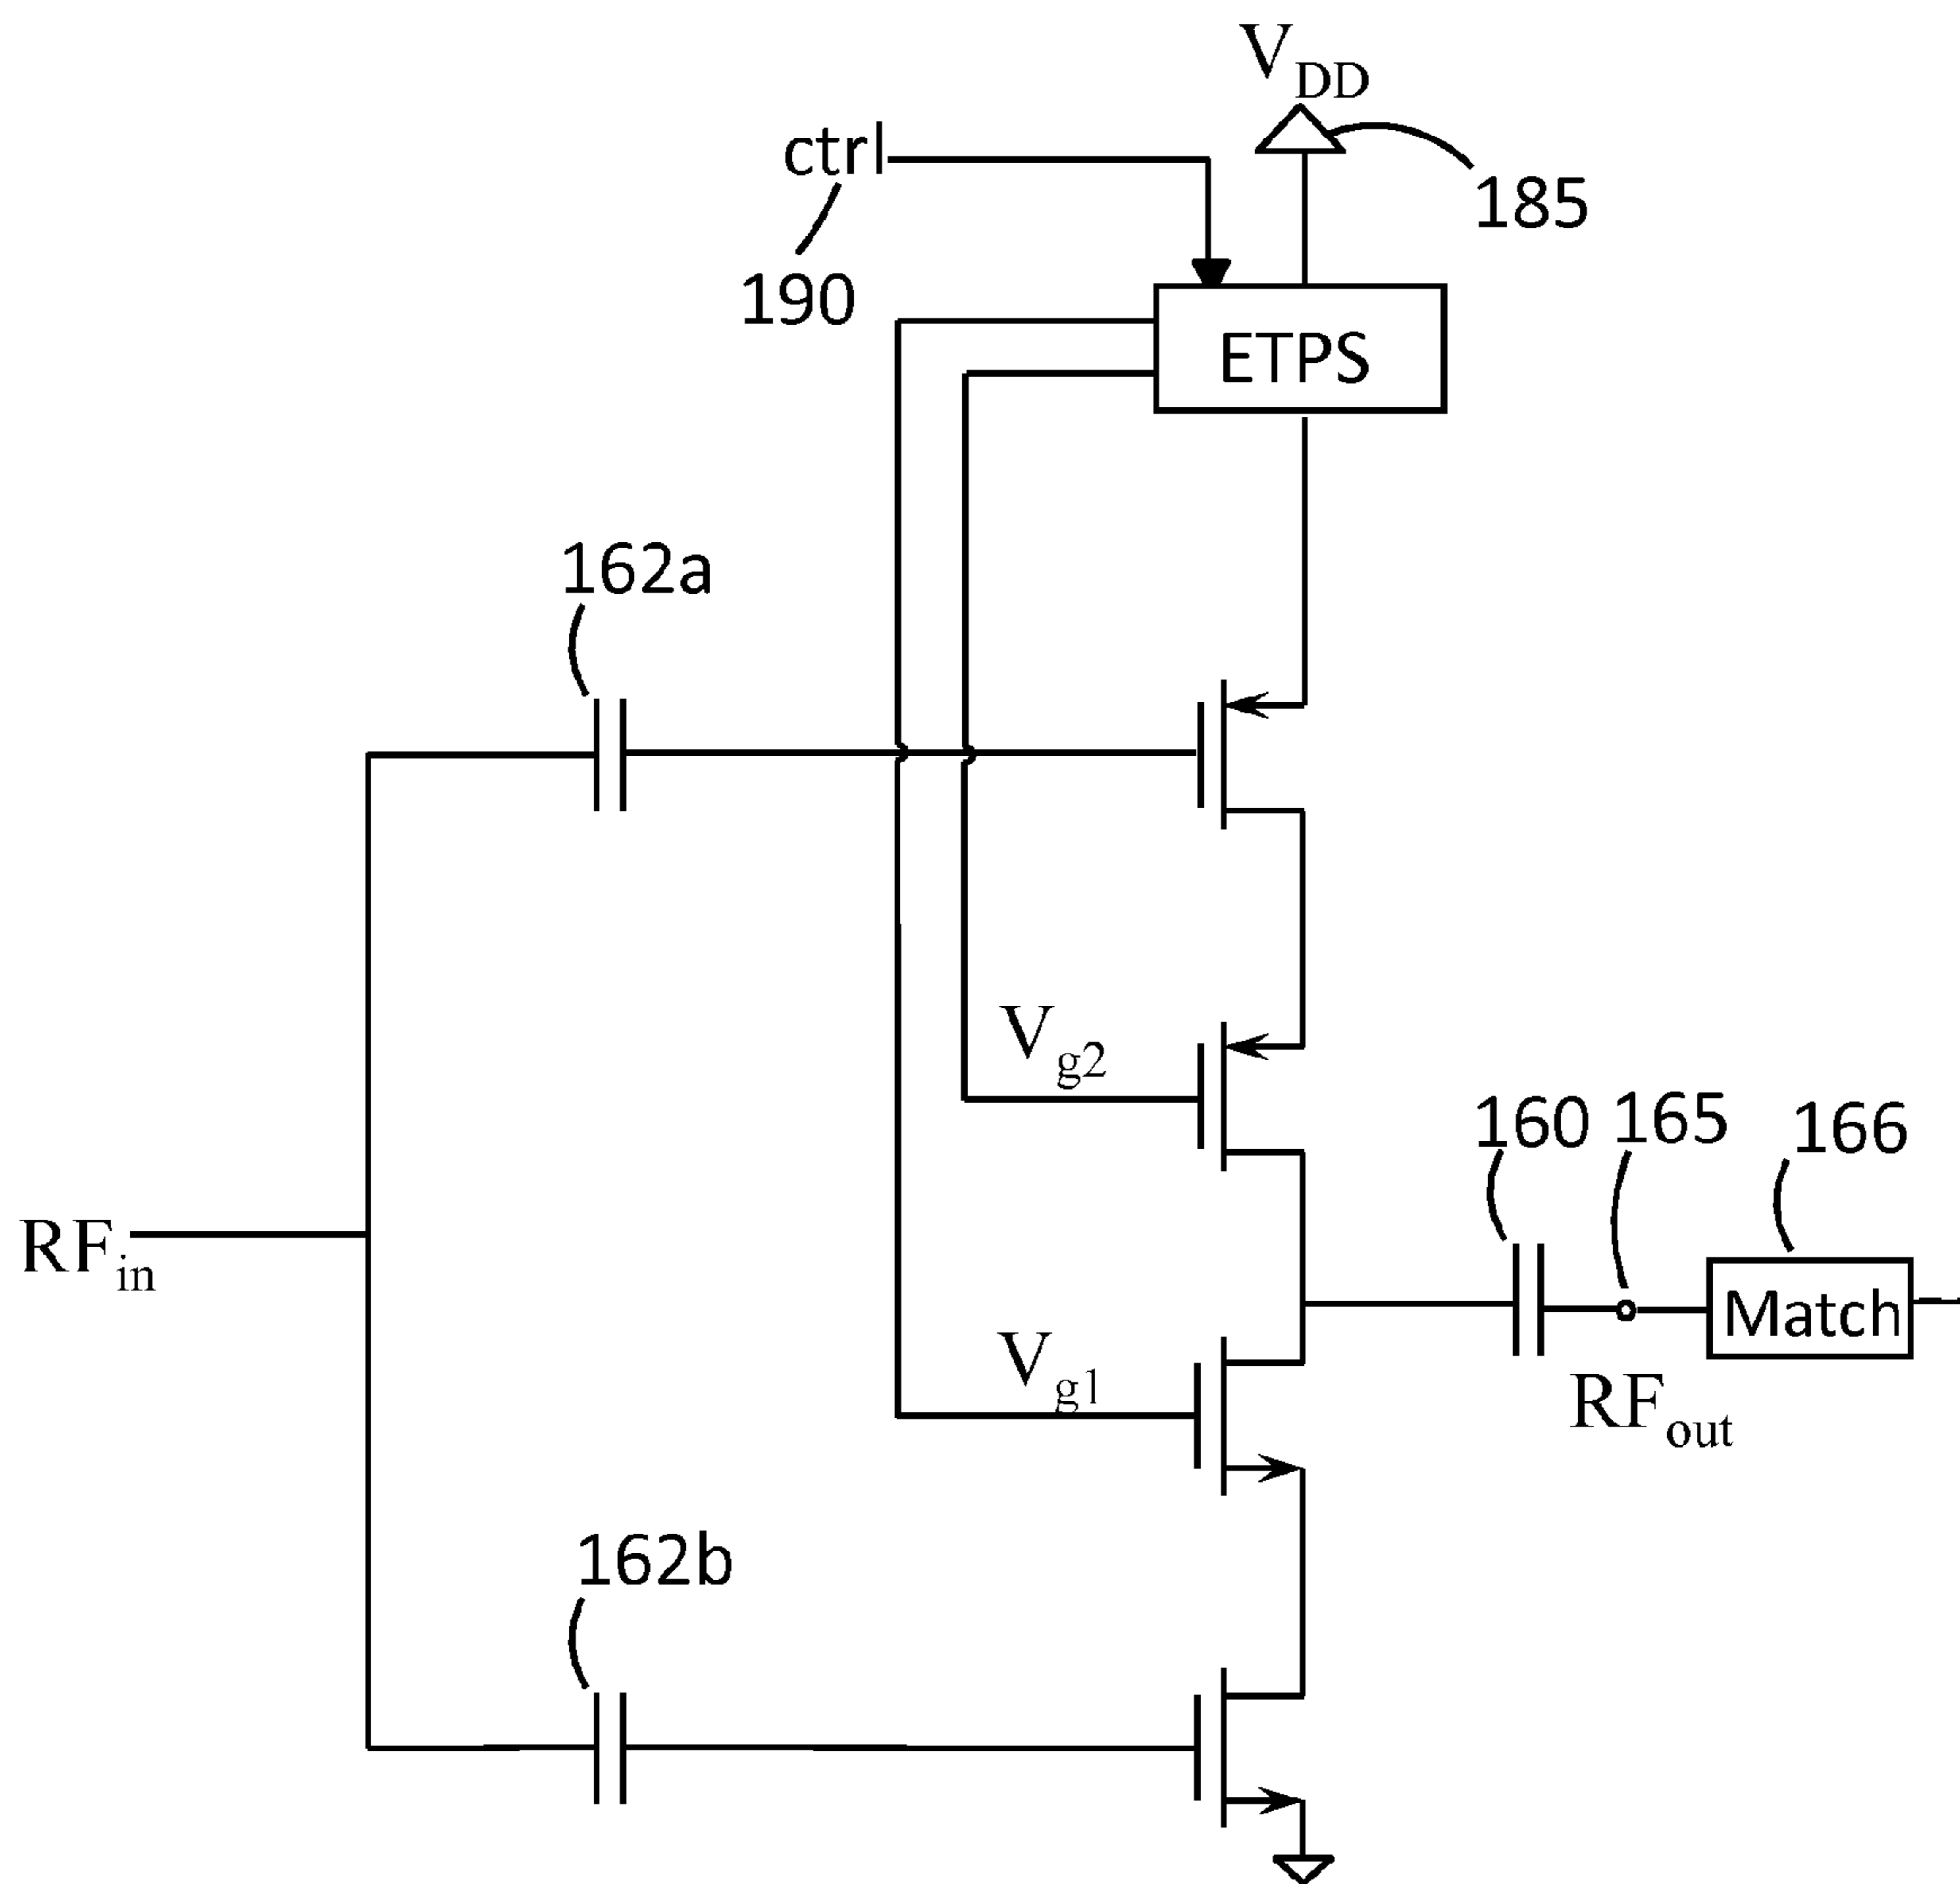 VDD
ctrl
185
190
ETPS
162a
Vg2
160
165
166
RFin
Match
Vg1
RFout
162b